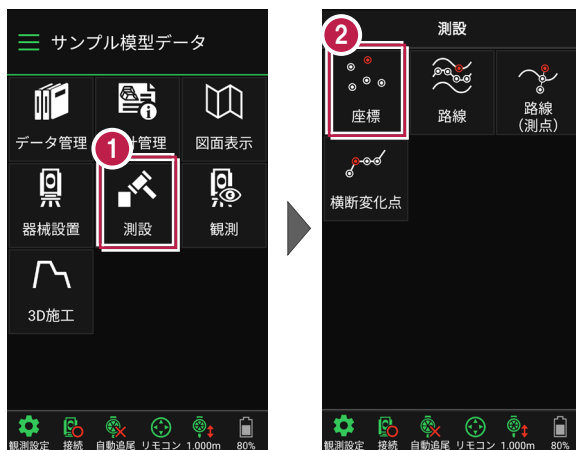 サンプル模型データ
データ管理
計管理
図面表示
1
器械設置
測設
観測
3D施工
観測設定
接続
自動追尾
リモコン
1.000m
80%
測設
2
座標
路線
路線
(測点)
横断変化点
観測設定
接続
自動追尾
リモコン
1.000m
80%